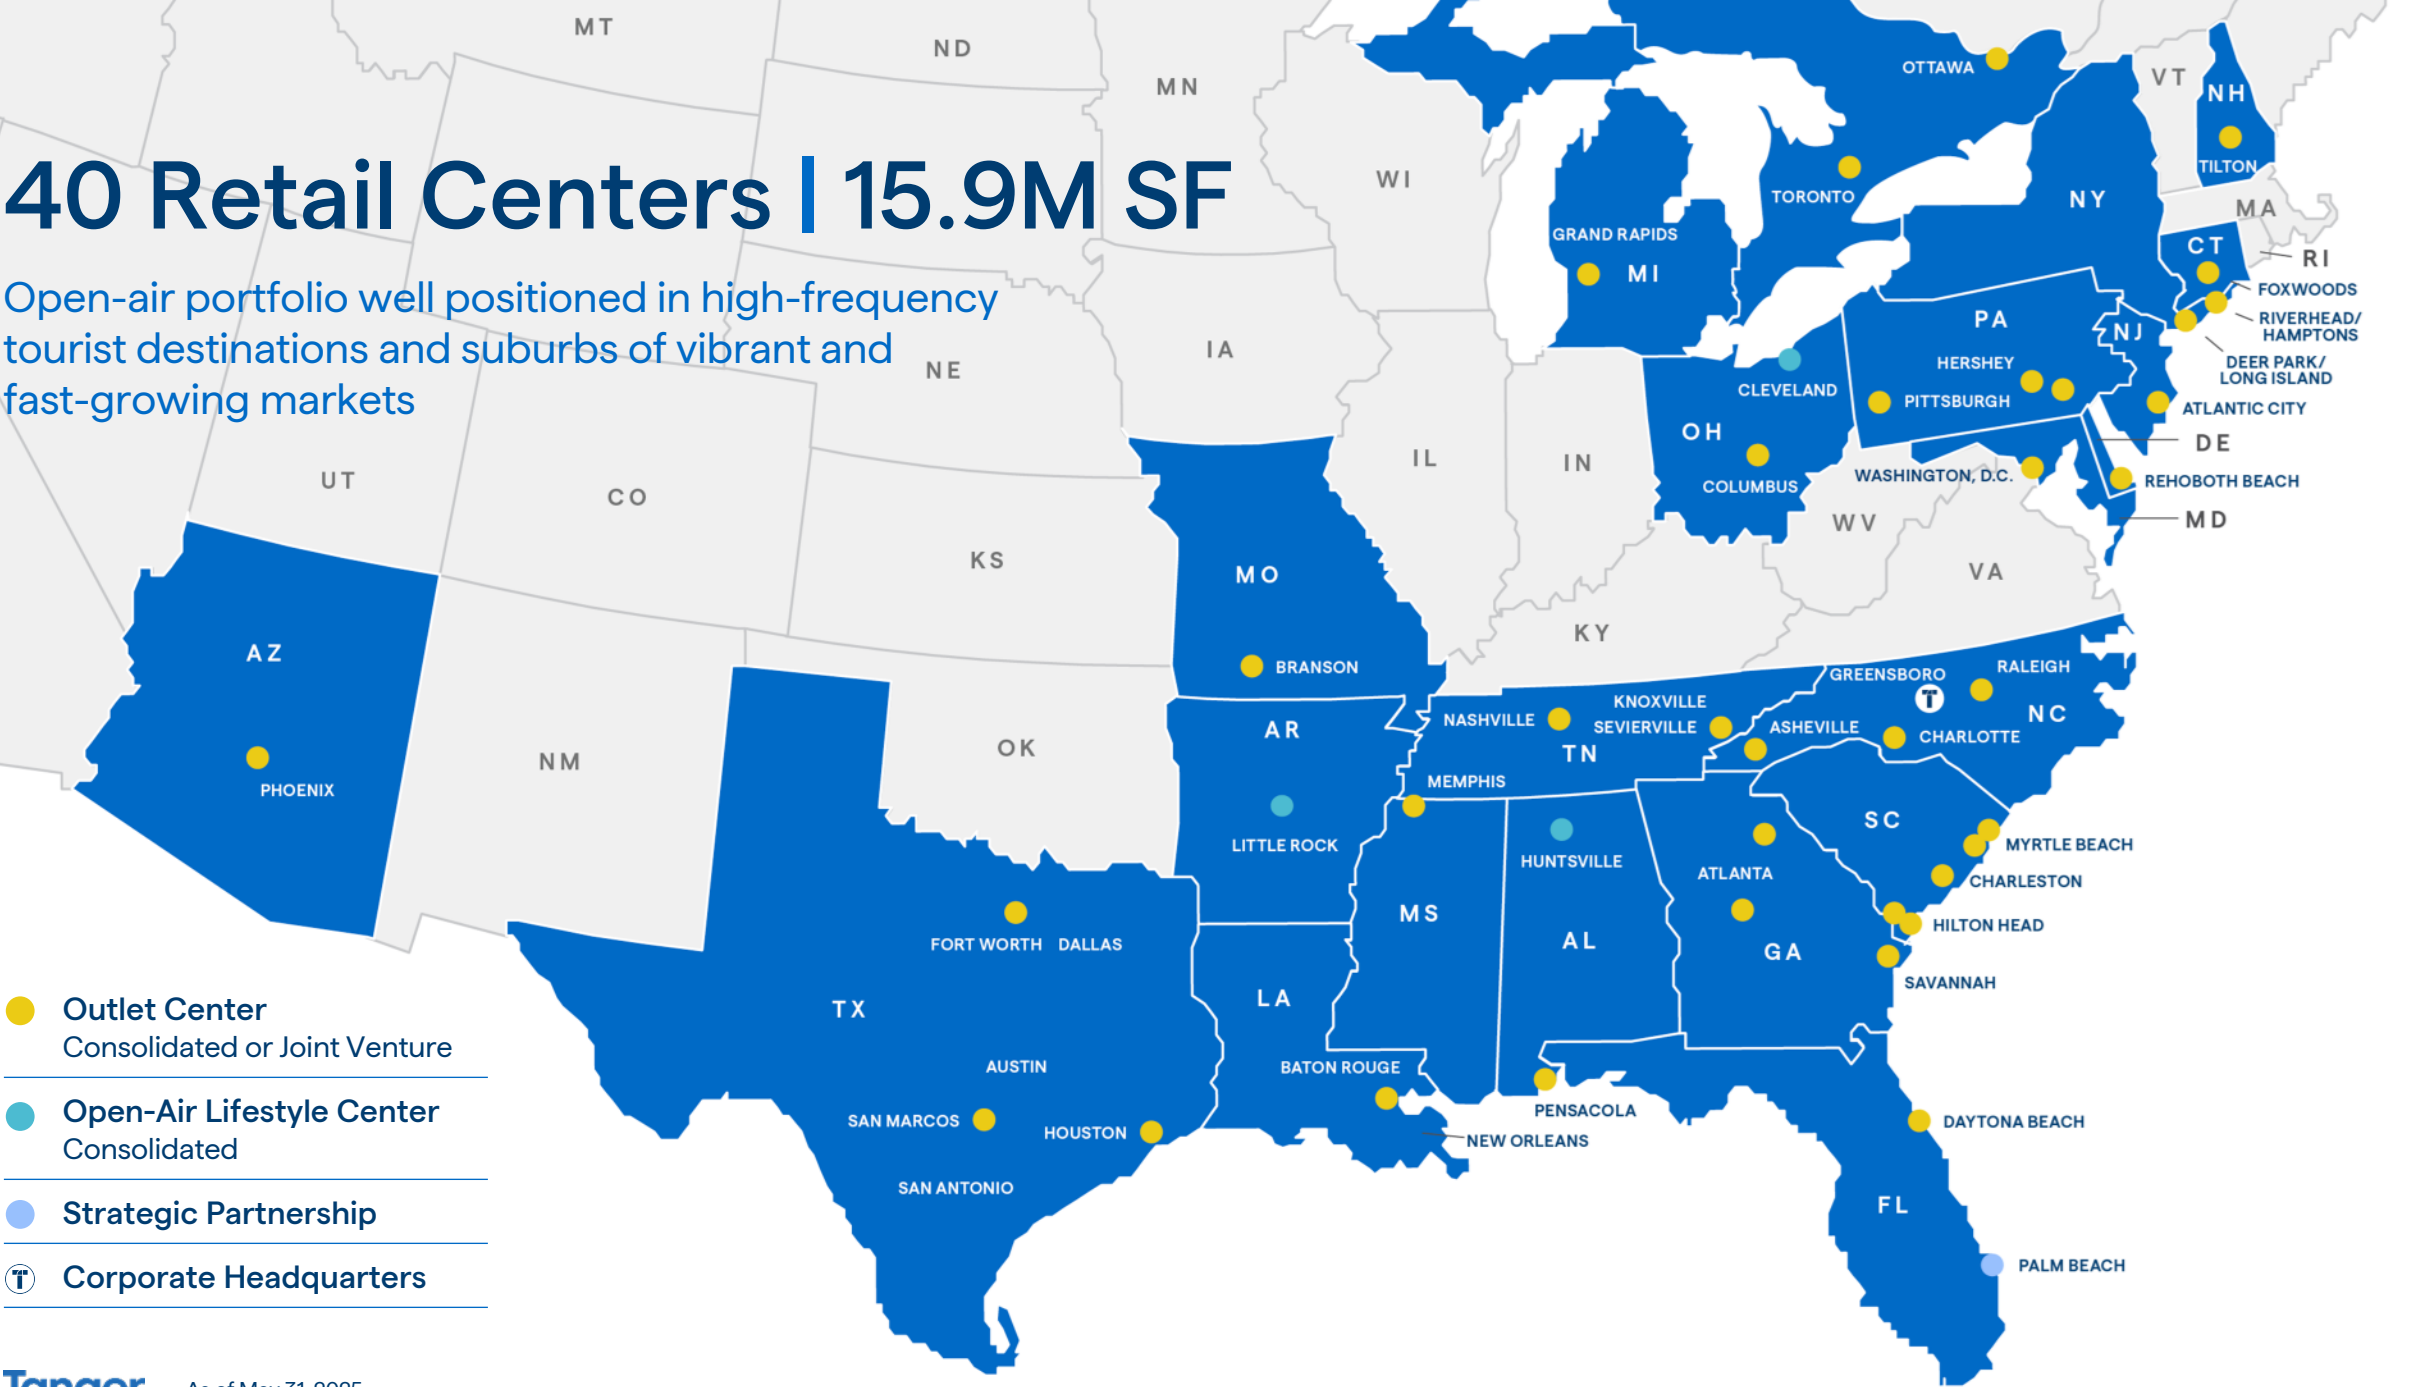 40 Retail Centers | 15.9M SF
Open-air portfolio well positioned in high-frequency
tourist destinations and suburbs of vibrant and
fast-growing markets
MT
ND
MN
WI
NE
IA
UT
CO
KS
IL
IN
OTTAWA
VT
NH
TILTON
TORONTO
NY
MA
GRAND RAPIDS
MI
CT
RI
FOXWOODS
RIVERHEAD/
HAMPTONS
PA
NJ
HERSHEY
DEER PARK/
LONG ISLAND
CLEVELAND
PITTSBURGH
ATLANTIC CITY
OH
DE
COLUMBUS
WASHINGTON, D.C.
REHOBOTH BEACH
WV
MD
VA
MO
KY
AZ
BRANSON
PHOENIX
NM
OK
AR
LITTLE ROCK
GREENSBORO
RALEIGH
NC
KNOXVILLE
NASHVILLE
SEVIERVILLE
ASHEVILLE
CHARLOTTE
TN
MEMPHIS
SC
MYRTLE BEACH
HUNTSVILLE
ATLANTA
CHARLESTON
MS
AL
GA
HILTON HEAD
SAVANNAH
FORT WORTH
DALLAS
TX
LA
AUSTIN
BATON ROUGE
SAN MARCOS
HOUSTON
PENSACOLA
NEW ORLEANS
DAYTONA BEACH
SAN ANTONIO
FL
PALM BEACH
Outlet Center
Consolidated or Joint Venture
Open-Air Lifestyle Center
Consolidated
Strategic Partnership
T Corporate Headquarters
T
Tanger
As of May 31, 2025